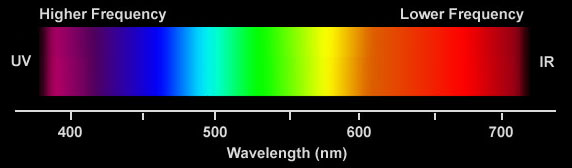 Higher Frequency Lower Frequency
UV IR
400 500 600 700
Wavelength (nm)